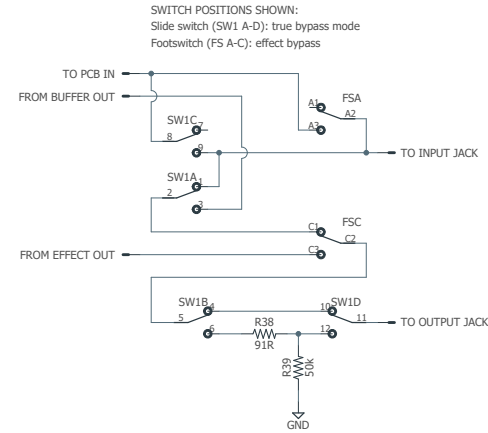 SWITCH POSITIONS SHOWN:
Slide switch (SW1 A-D): true bypass mode
Footswitch (FS A-C): effect bypass
TO PCB IN
FROM BUFFER OUT
A1
FSA
A2
A3
SW1C
7
8
9
TO INPUT JACK
SW1A
1
2
3
C1
FSC
C2
C3
FROM EFFECT OUT
SW1B
4
5
6
R38
91R
10
SW1D
11
12
TO OUTPUT JACK
R39
50k
GND